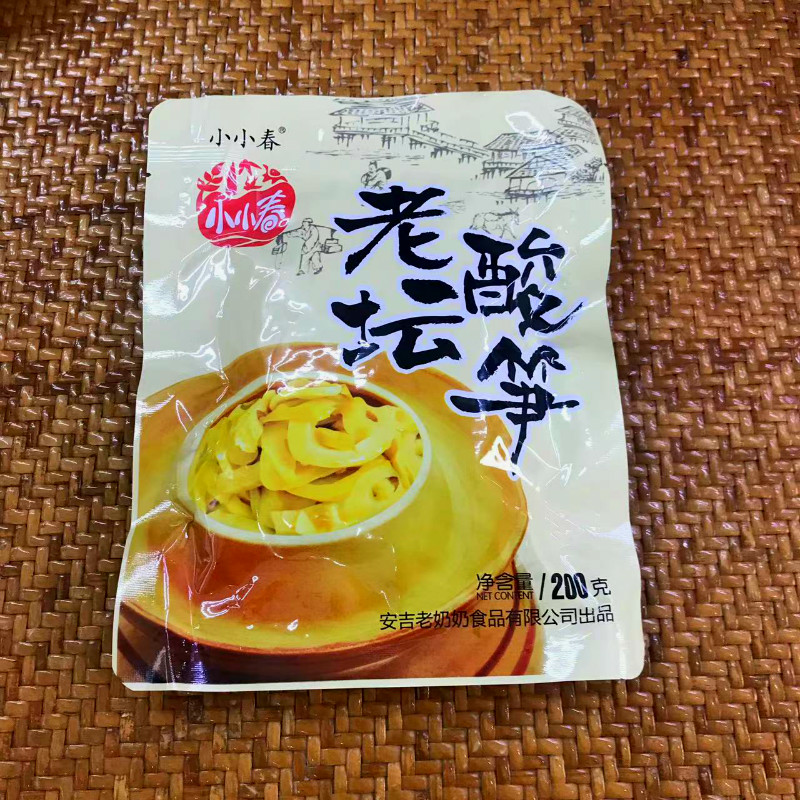 小小春®
小小春
老坛
酸笋
净含量 / 200克
NET CONTENT
安吉老奶奶食品有限公司出品